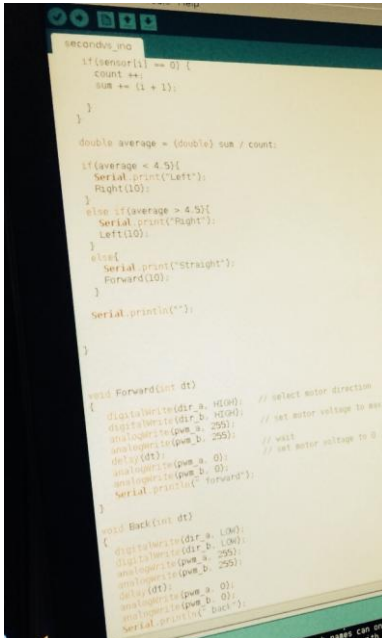 Help
secondvs_ino
if(sensor[i] == 0) {
count ++;
sum += (i + 1);
}
}
double average = (double) sum / count;
if(average < 4.5){
Serial.print("Left");
Right(10);
}
else if(average > 4.5){
Serial.print("Right");
Left(10);
}
else{
Serial.print("Straight");
Forward(10);
}
Serial.println("");
}
void Forward(int dt)
{
digitalWrite(dir_a, HIGH); // select motor direction
digitalWrite(dir_b, HIGH);
analogWrite(pwm_a, 255); // set motor voltage to max
analogWrite(pwm_b, 255);
delay(dt); // wait
analogWrite(pwm_a, 0); // set motor voltage to 0
analogWrite(pwm_b, 0);
Serial.println(" forward");
}
void Back(int dt)
{
digitalWrite(dir_a, LOW);
digitalWrite(dir_b, LOW);
analogWrite(pwm_a, 255);
analogWrite(pwm_b, 255);
delay(dt);
analogWrite(pwm_a, 0);
analogWrite(pwm_b, 0);
Serial.println(" back");
names can on